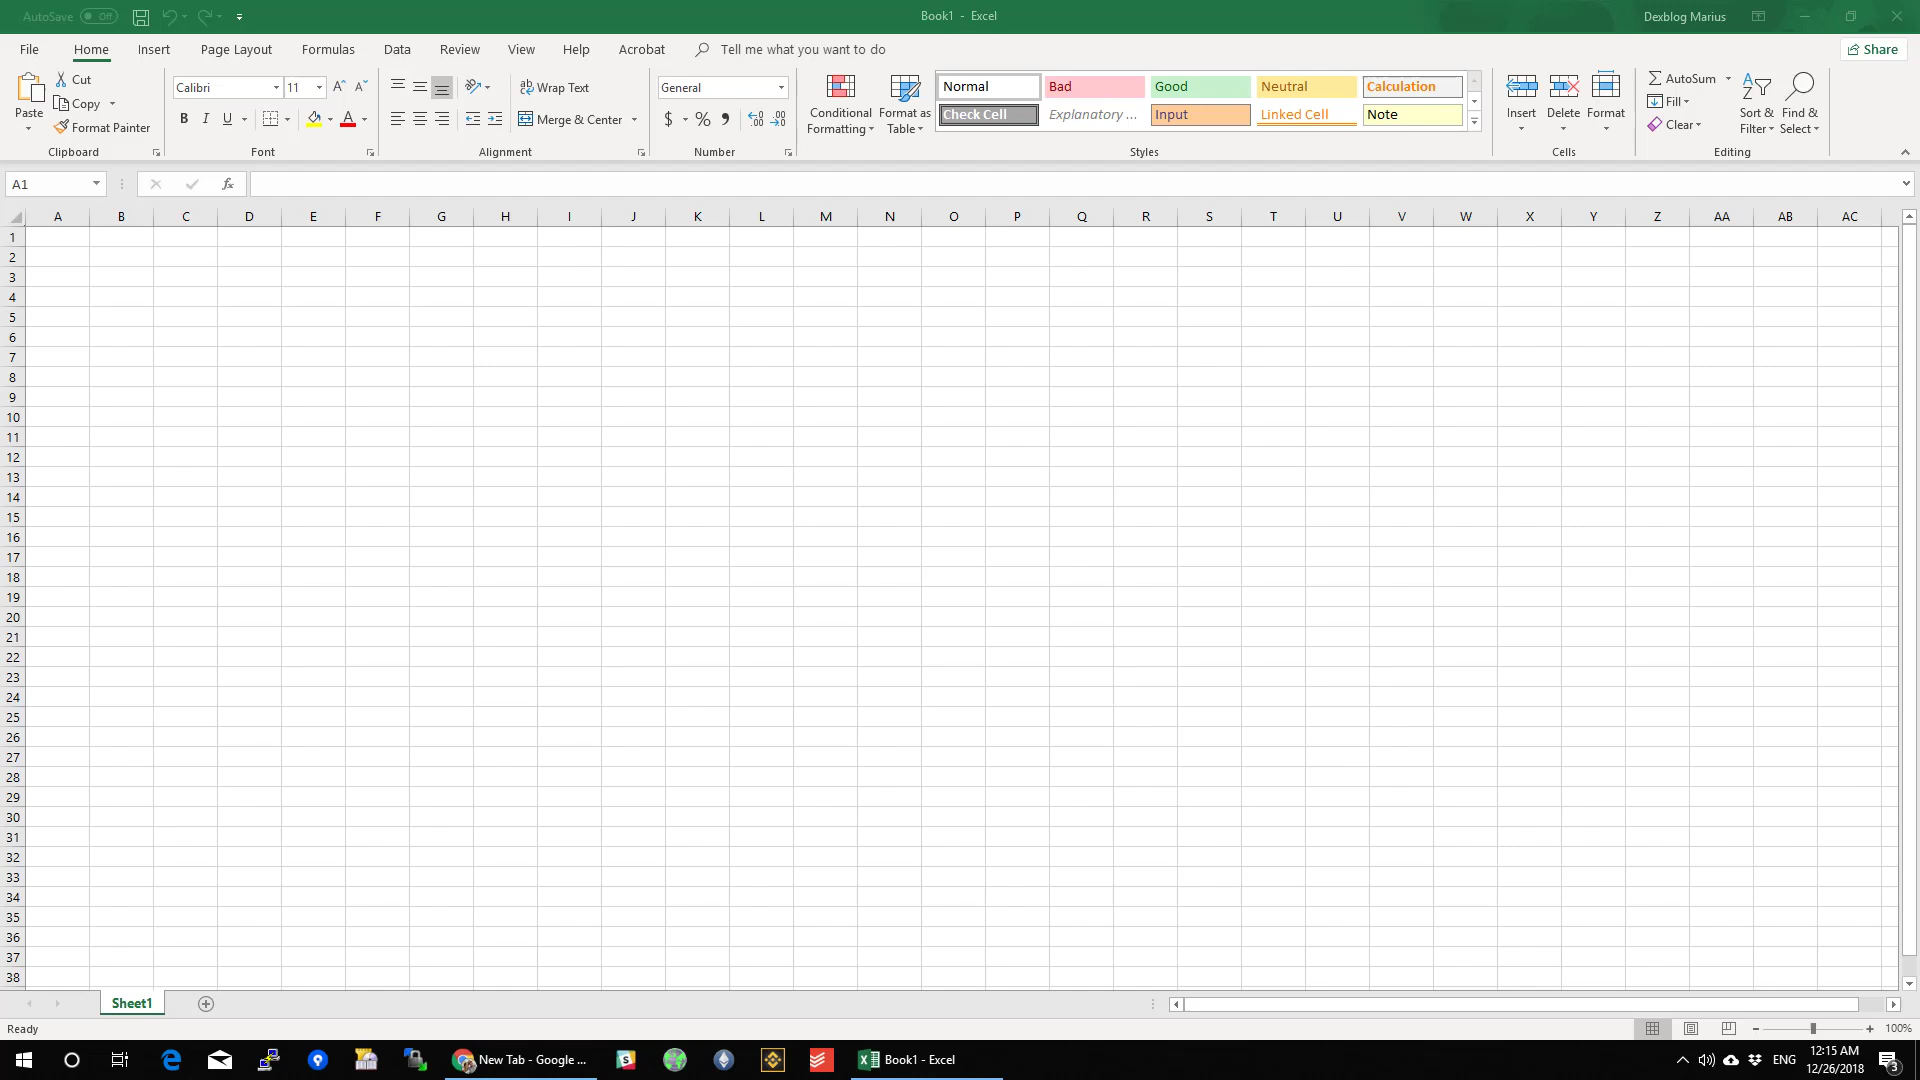 AutoSave Off Book1 - Excel Dexblog Marius
File Home Insert Page Layout Formulas Data Review View Help Acrobat Tell me what you want to do Share
Paste
Cut
Copy
Format Painter
Clipboard
Calibri 11
B I U A
Font
Wrap Text
Merge & Center
Alignment
General
$ % ,
Number
Conditional Formatting
Format as Table
Normal Bad Good Neutral Calculation
Check Cell Explanatory ... Input Linked Cell Note
Styles
Insert Delete Format
Cells
AutoSum
Fill
Clear
Sort & Filter
Find & Select
Editing
A1 fx
A B C D E F G H I J K L M N O P Q R S T U V W X Y Z AA AB AC
1
2
3
4
5
6
7
8
9
10
11
12
13
14
15
16
17
18
19
20
21
22
23
24
25
26
27
28
29
30
31
32
33
34
35
36
37
38
Sheet1
Ready 100%
New Tab - Google ... Book1 - Excel ENG 12:15 AM
12/26/2018 3